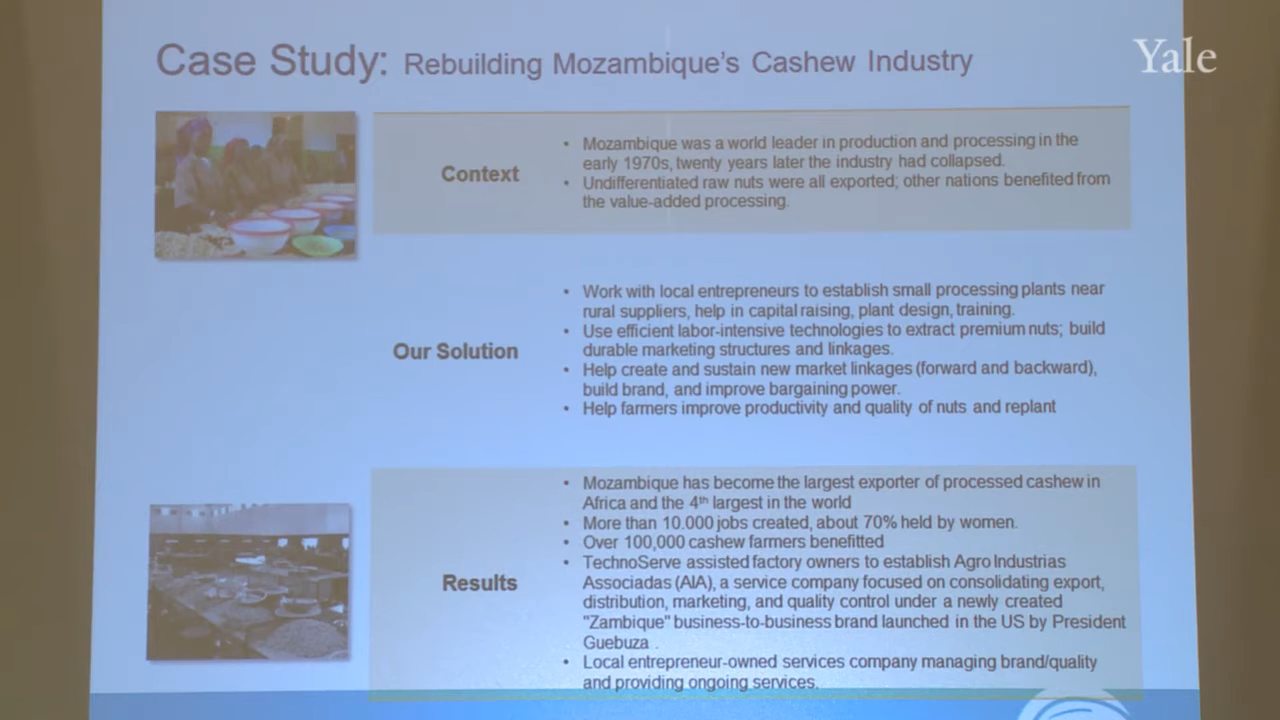 Case Study: Rebuilding Mozambique's Cashew Industry
Yale
Context
• Mozambique was a world leader in production and processing in the
early 1970s, twenty years later the industry had collapsed.
• Undifferentiated raw nuts were all exported; other nations benefited from
the value-added processing.
Our Solution
• Work with local entrepreneurs to establish small processing plants near
rural suppliers, help in capital raising, plant design, training.
• Use efficient labor-intensive technologies to extract premium nuts; build
durable marketing structures and linkages.
• Help create and sustain new market linkages (forward and backward),
build brand, and improve bargaining power.
• Help farmers improve productivity and quality of nuts and replant
Results
• Mozambique has become the largest exporter of processed cashew in
Africa and the 4th largest in the world
• More than 10.000 jobs created, about 70% held by women.
• Over 100,000 cashew farmers benefitted
• TechnoServe assisted factory owners to establish Agro Industrias
Associadas (AIA), a service company focused on consolidating export,
distribution, marketing, and quality control under a newly created
"Zambique" business-to-business brand launched in the US by President
Guebuza .
• Local entrepreneur-owned services company managing brand/quality
and providing ongoing services.